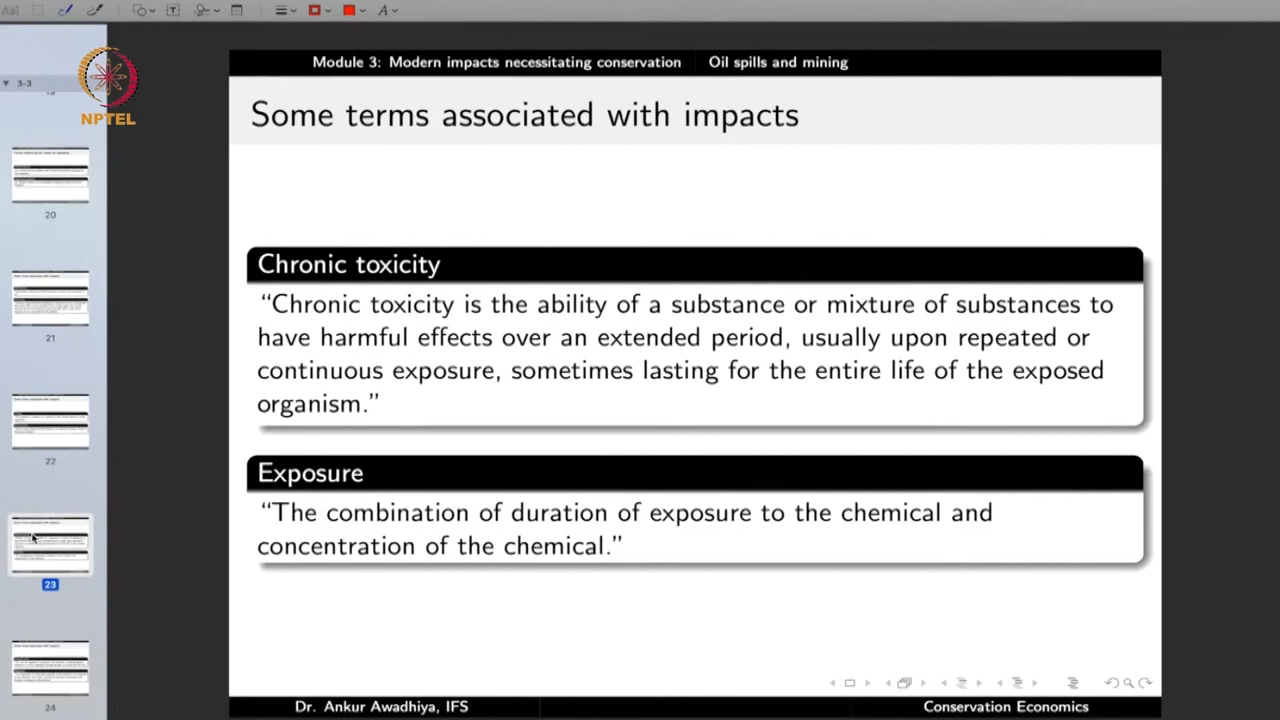 3-3
NPTEL
20
21
22
23
24
Module 3: Modern impacts necessitating conservation Oil spills and mining
Some terms associated with impacts
Chronic toxicity
“Chronic toxicity is the ability of a substance or mixture of substances to
have harmful effects over an extended period, usually upon repeated or
continuous exposure, sometimes lasting for the entire life of the exposed
organism.”
Exposure
“The combination of duration of exposure to the chemical and
concentration of the chemical.”
Dr. Ankur Awadhiya, IFS Conservation Economics